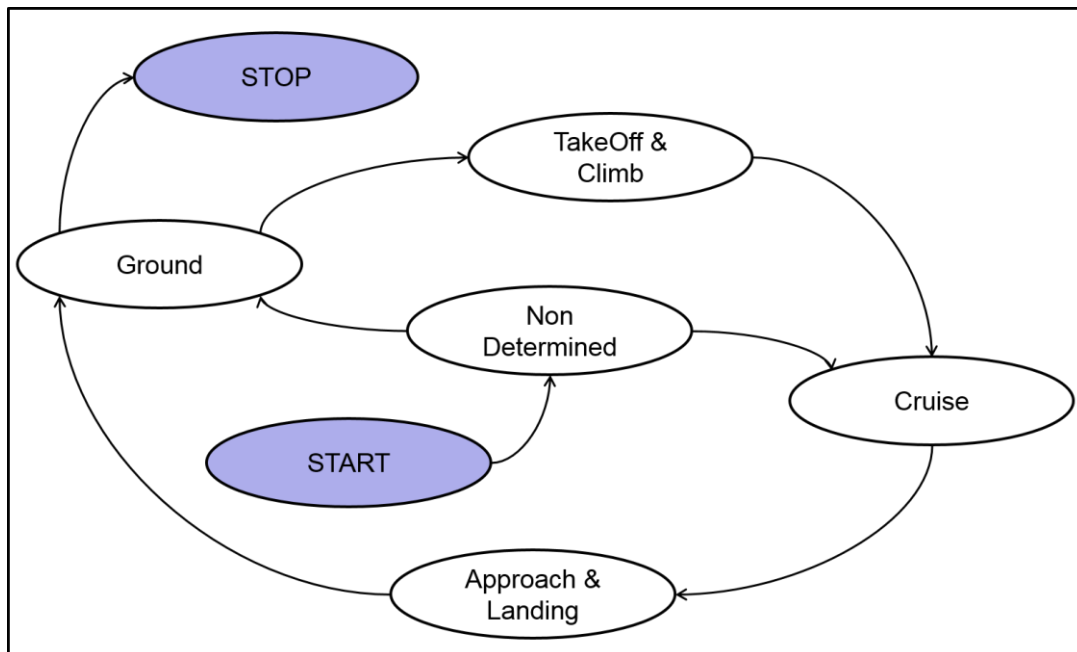 STOP
TakeOff &
Climb
Ground
Non
Determined
Cruise
START
Approach &
Landing